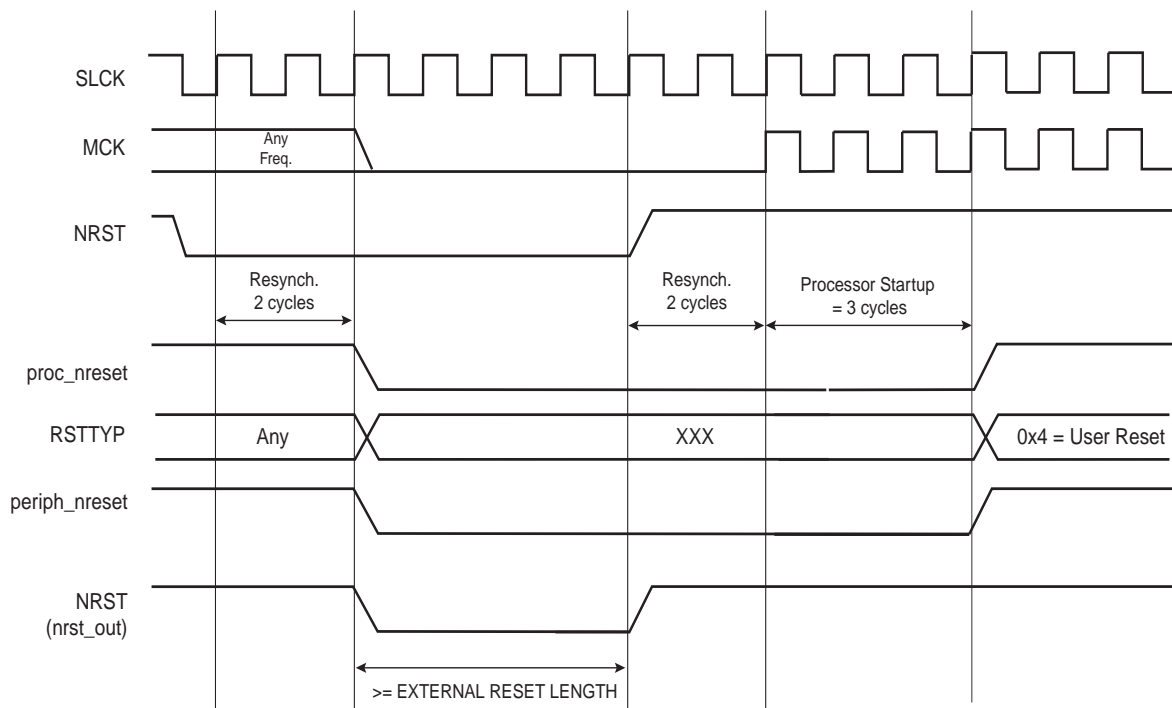 SLCK
MCK
Any
Freq.
NRST
Resynch.
2 cycles
Resynch.
2 cycles
Processor Startup
= 3 cycles
proc_nreset
RSTTYP
Any
XXX
0x4 = User Reset
periph_nreset
NRST
(nrst_out)
>= EXTERNAL RESET LENGTH